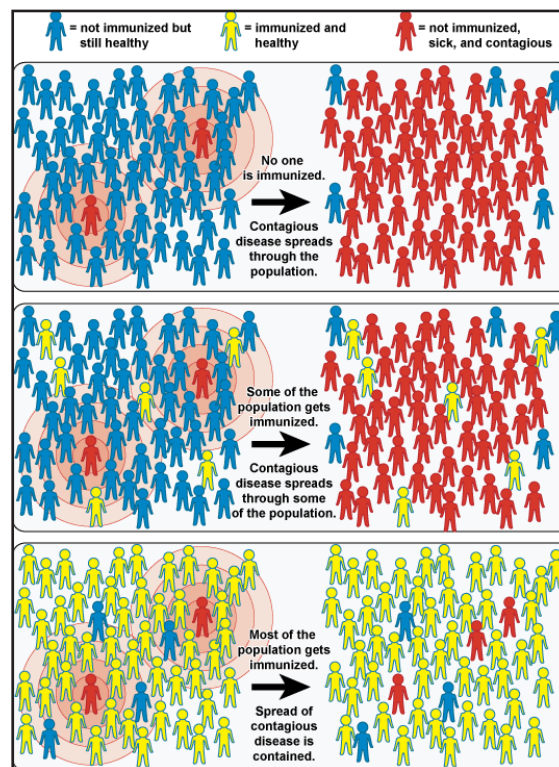 = not immunized but
still healthy
= immunized and
healthy
= not immunized,
sick, and contagious
No one
is immunized.
Contagious
disease spreads
through the
population.
Some of the
population gets
immunized.
Contagious
disease spreads
through some
of the population.
Most of the
population gets
immunized.
Spread of
contagious
disease is
contained.